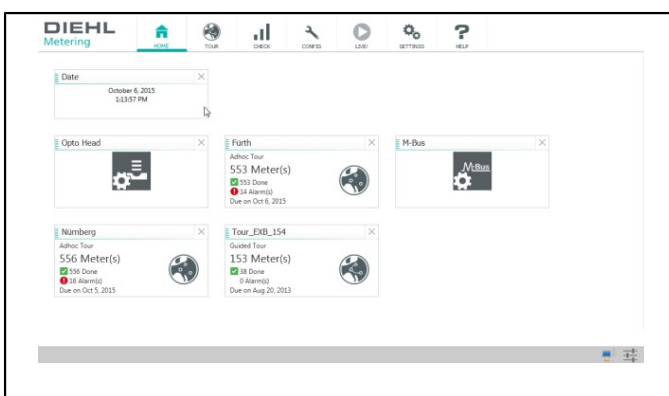 DIEHL
Metering
HOME TOUR CHECK CONFIG LIVE! SETTINGS HELP
Date
October 6, 2015
1:13:57 PM
Opto Head
Fürth
Adhoc Tour
553 Meter(s)
553 Done
14 Alarm(s)
Due on Oct 6, 2015
M-Bus
M-Bus
Nürnberg
Adhoc Tour
556 Meter(s)
556 Done
16 Alarm(s)
Due on Oct 5, 2015
Tour_EXB_154
Guided Tour
153 Meter(s)
38 Done
0 Alarm(s)
Due on Aug 20, 2013